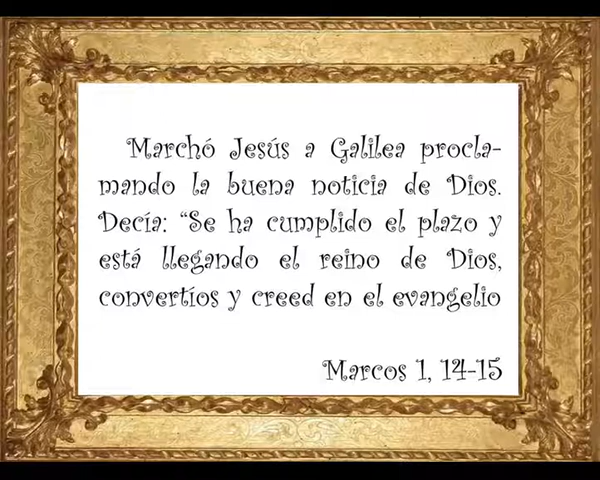 Marchó Jesús a Galilea procla-
mando la buena noticia de Dios.
Decía: “Se ha cumplido el plazo y
está llegando el reino de Dios,
convertíos y creed en el evangelio
Marcos 1, 14-15